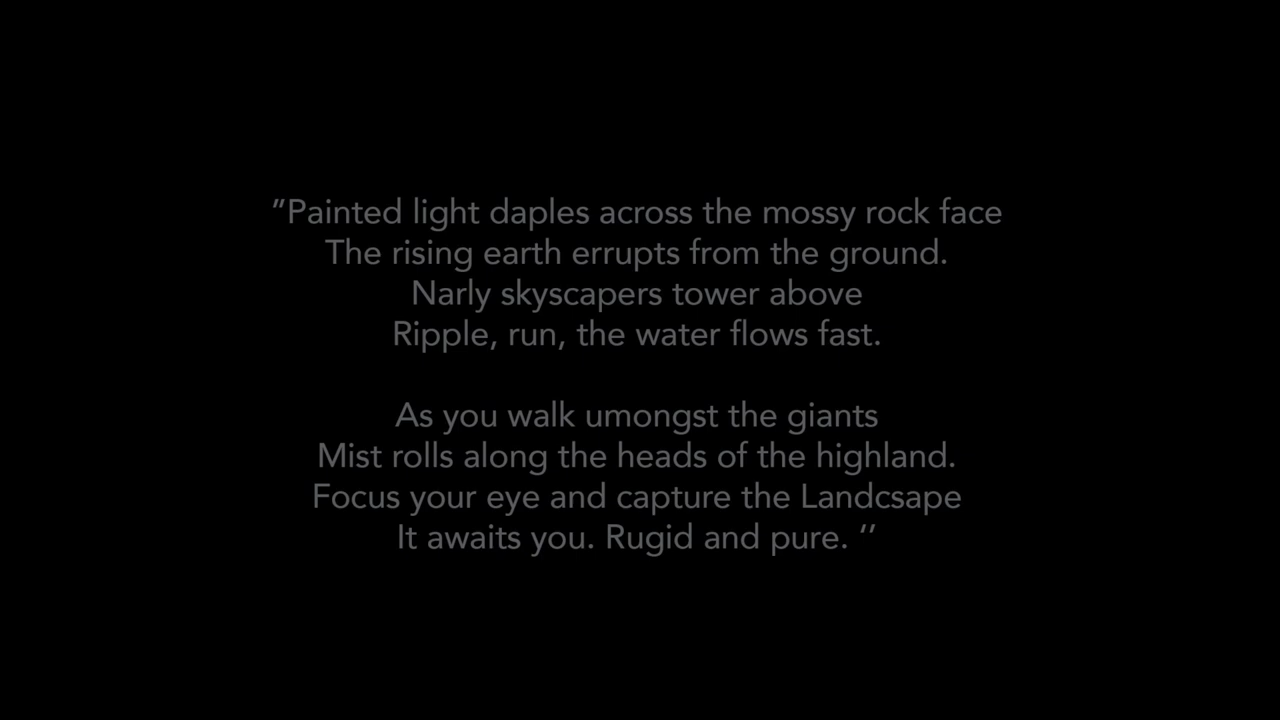 ”Painted light daples across the mossy rock face
The rising earth errupts from the ground.
Narly skyscapers tower above
Ripple, run, the water flows fast.
As you walk umongst the giants
Mist rolls along the heads of the highland.
Focus your eye and capture the Landcsape
It awaits you. Rugid and pure. ‘’